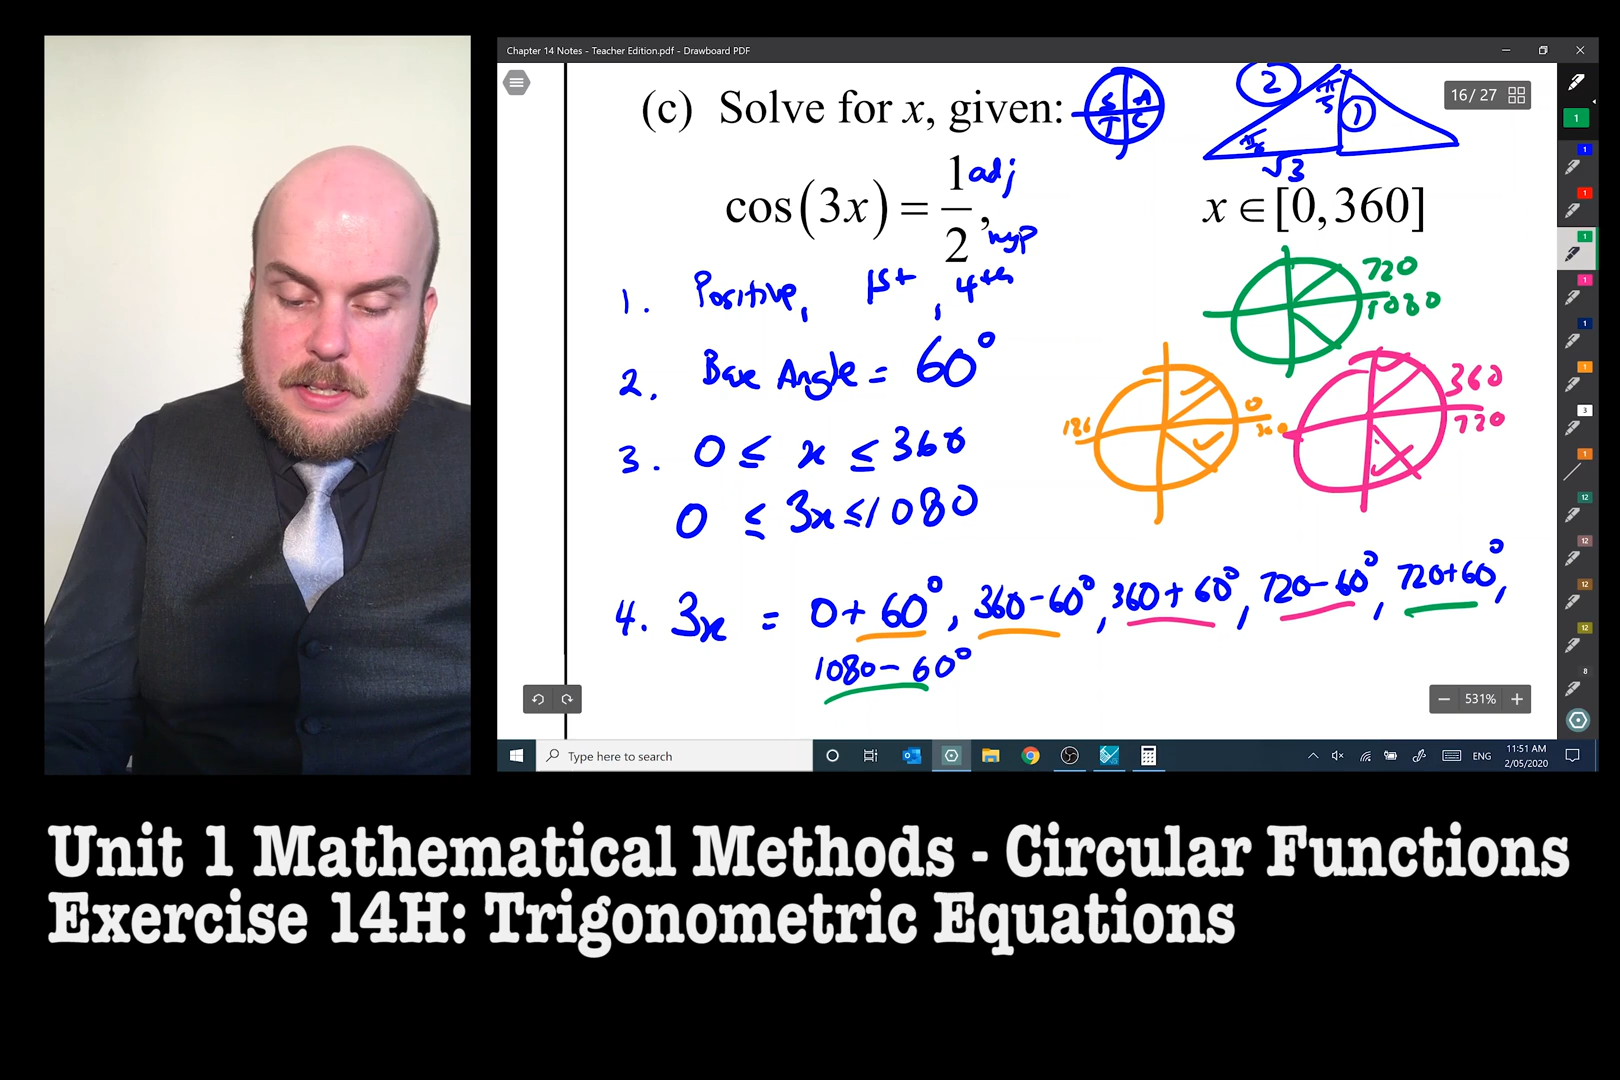 Chapter 14 Notes - Teacher Edition.pdf - Drawboard PDF
16 / 27
(c) Solve for x, given:
S A
T C
2
π/3
1
π/6
√3
cos(3x) = 1/2,
adj
hyp
x ∈ [0,360]
1. Positive, 1st, 4th
720
1080
2. Base Angle = 60°
0
360
180
360
720
3. 0 ≤ x ≤ 360
0 ≤ 3x ≤ 1080
4. 3x = 0 + 60°, 360 - 60°, 360 + 60°, 720 - 60°, 720 + 60°,
1080 - 60°
531%
Type here to search
ENG
11:51 AM
2/05/2020
Unit 1 Mathematical Methods - Circular Functions
Exercise 14H: Trigonometric Equations